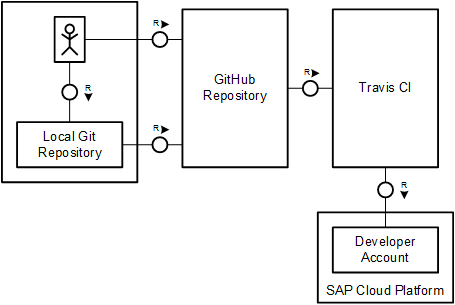 R
R
Local Git
Repository
R
GitHub
Repository
R
Travis CI
R
Developer
Account
SAP Cloud Platform